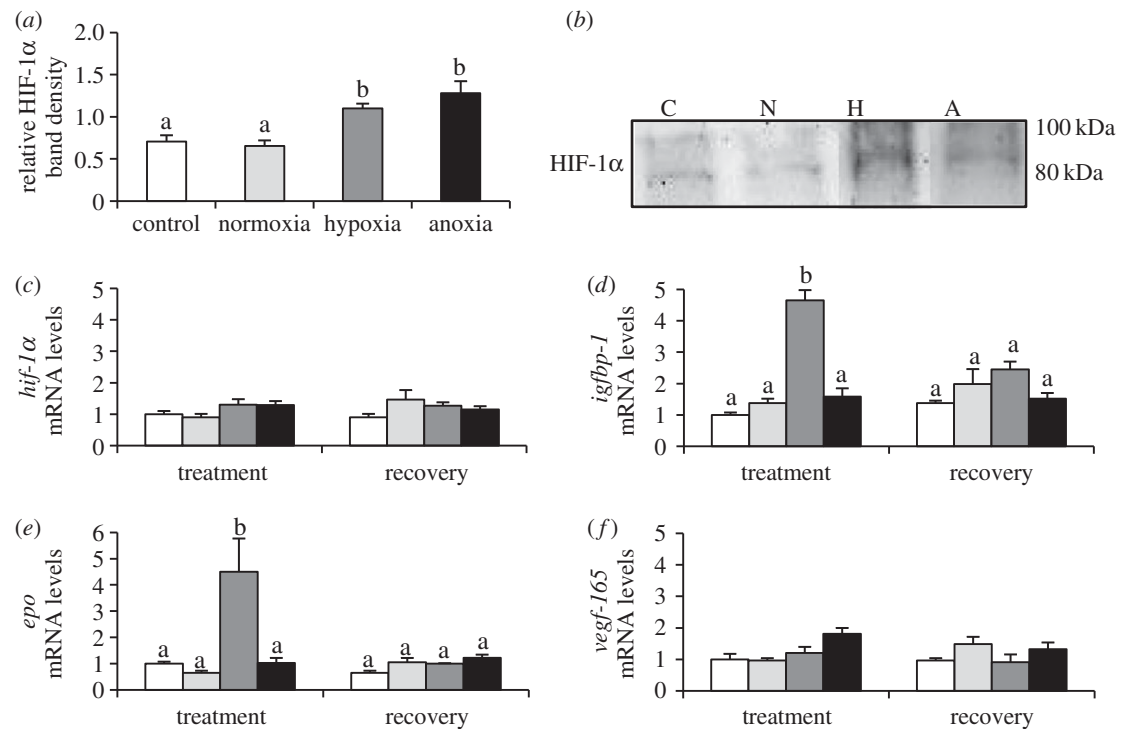 (a)
relative HIF-1α
band density
2.0
1.5
1.0
0.5
0
a
a
b
b
control normoxia hypoxia anoxia
(b)
C N H A
HIF-1α
100 kDa
80 kDa
(c)
hif-1α
mRNA levels
5
4
3
2
1
0
treatment recovery
(d)
igfbp-1
mRNA levels
5
4
3
2
1
0
a a b a a a a a
treatment recovery
(e)
epo
mRNA levels
6
5
4
3
2
1
0
a a b a a a a a
treatment recovery
(f)
vegf-165
mRNA levels
5
4
3
2
1
0
treatment recovery